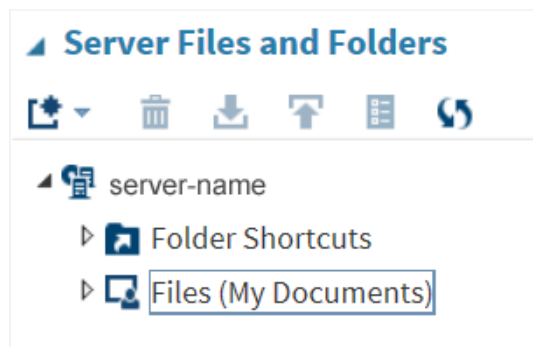 Server Files and Folders
server-name
Folder Shortcuts
Files (My Documents)